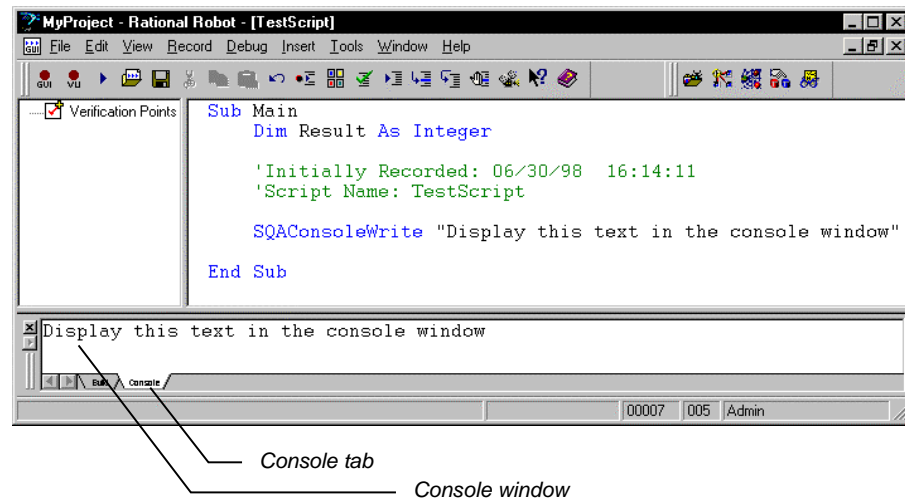 MyProject - Rational Robot - [TestScript]
File Edit View Record Debug Insert Tools Window Help
GUI VU
Verification Points
Sub Main
Dim Result As Integer
'Initially Recorded: 06/30/98 16:14:11
'Script Name: TestScript
SQAConsoleWrite "Display this text in the console window"
End Sub
Display this text in the console window
Build Console
00007 005 Admin
Console tab
Console window